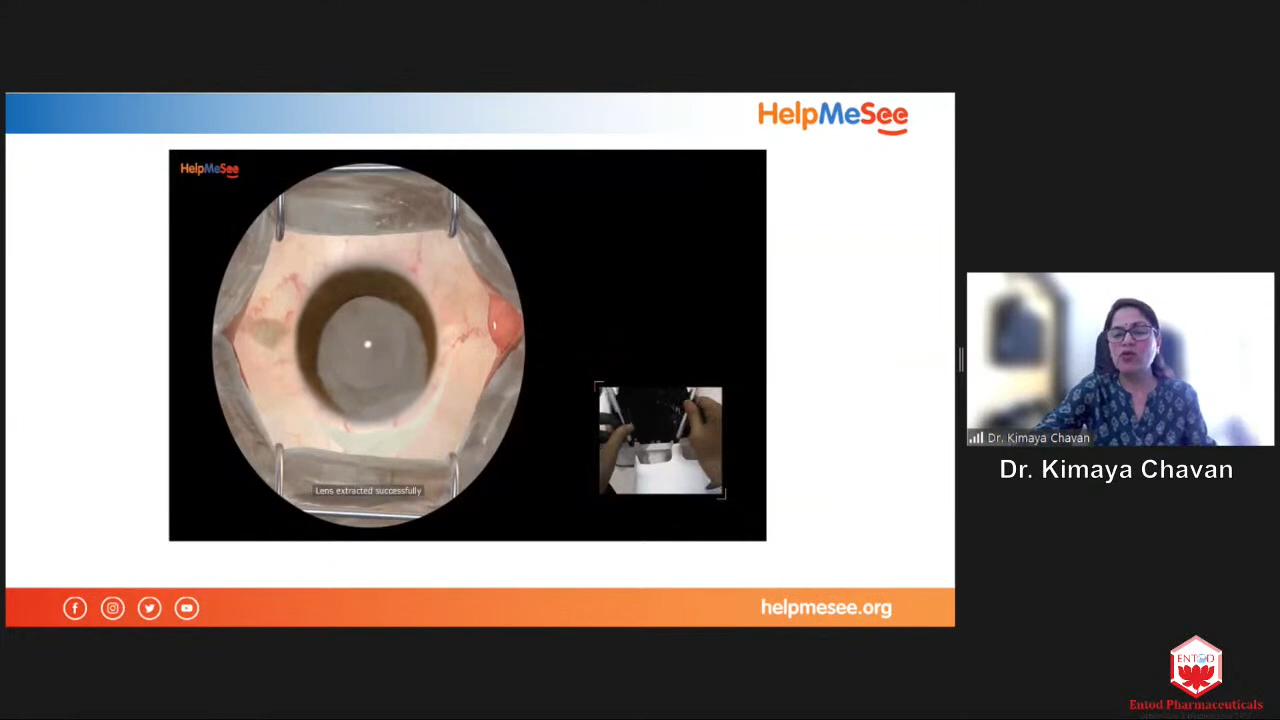 HelpMeSee
HelpMeSee
Lens extracted successfully
Dr. Kimaya Chavan
Dr. Kimaya Chavan
helpmesee.org
ENTOD
Entod Pharmaceuticals